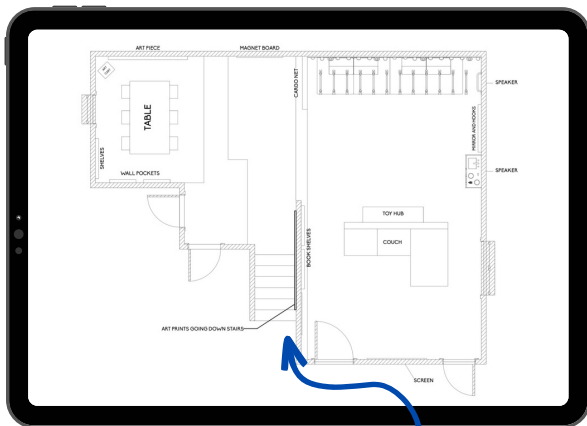 ART PIECE
MAGNET BOARD
CARGO NET
SPEAKER
TABLE
MIRROR AND HOOKS
SHELVES
SPEAKER
WALL POCKETS
TOY HUB
COUCH
BOOK SHELVES
ART PRINTS GOING DOWN STAIRS
SCREEN